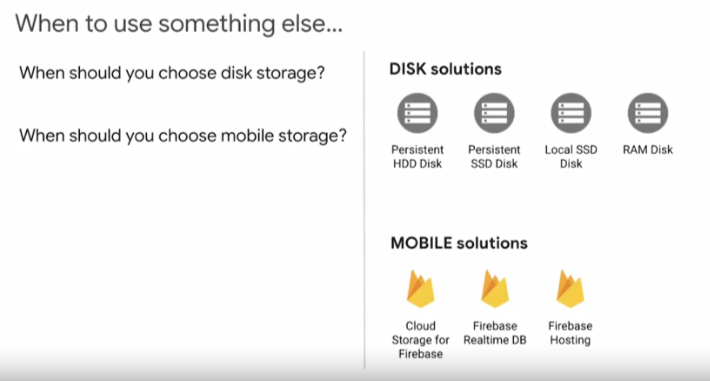 When to use something else...
When should you choose disk storage?
When should you choose mobile storage?
DISK solutions
Persistent
HDD Disk
Persistent
SSD Disk
Local SSD
Disk
RAM Disk
MOBILE solutions
Cloud
Storage for
Firebase
Firebase
Realtime DB
Firebase
Hosting